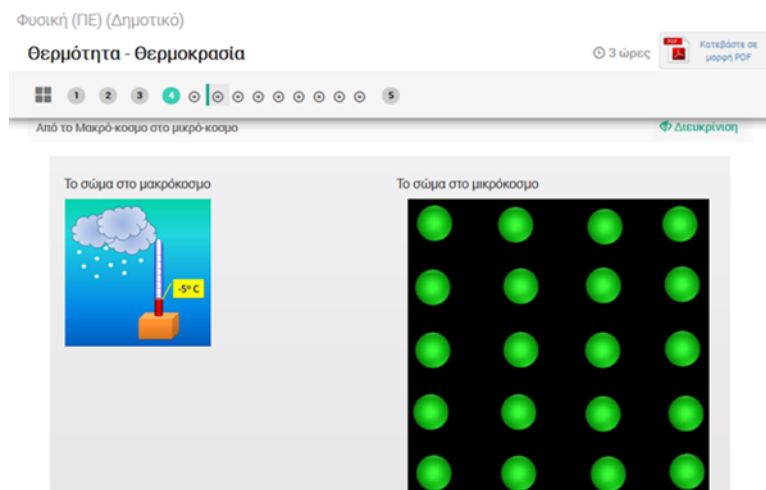 Φυσική (ΠΕ) (Δημοτικό)
Θερμότητα - Θερμοκρασία
3 ώρες
PDF
Κατεβάστε σε
μορφή PDF
1 2 3 4 5
Από το Μακρό-κοσμο στο μικρό-κοσμο
Διευκρίνιση
Το σώμα στο μακρόκοσμο
Το σώμα στο μικρόκοσμο
-5° C